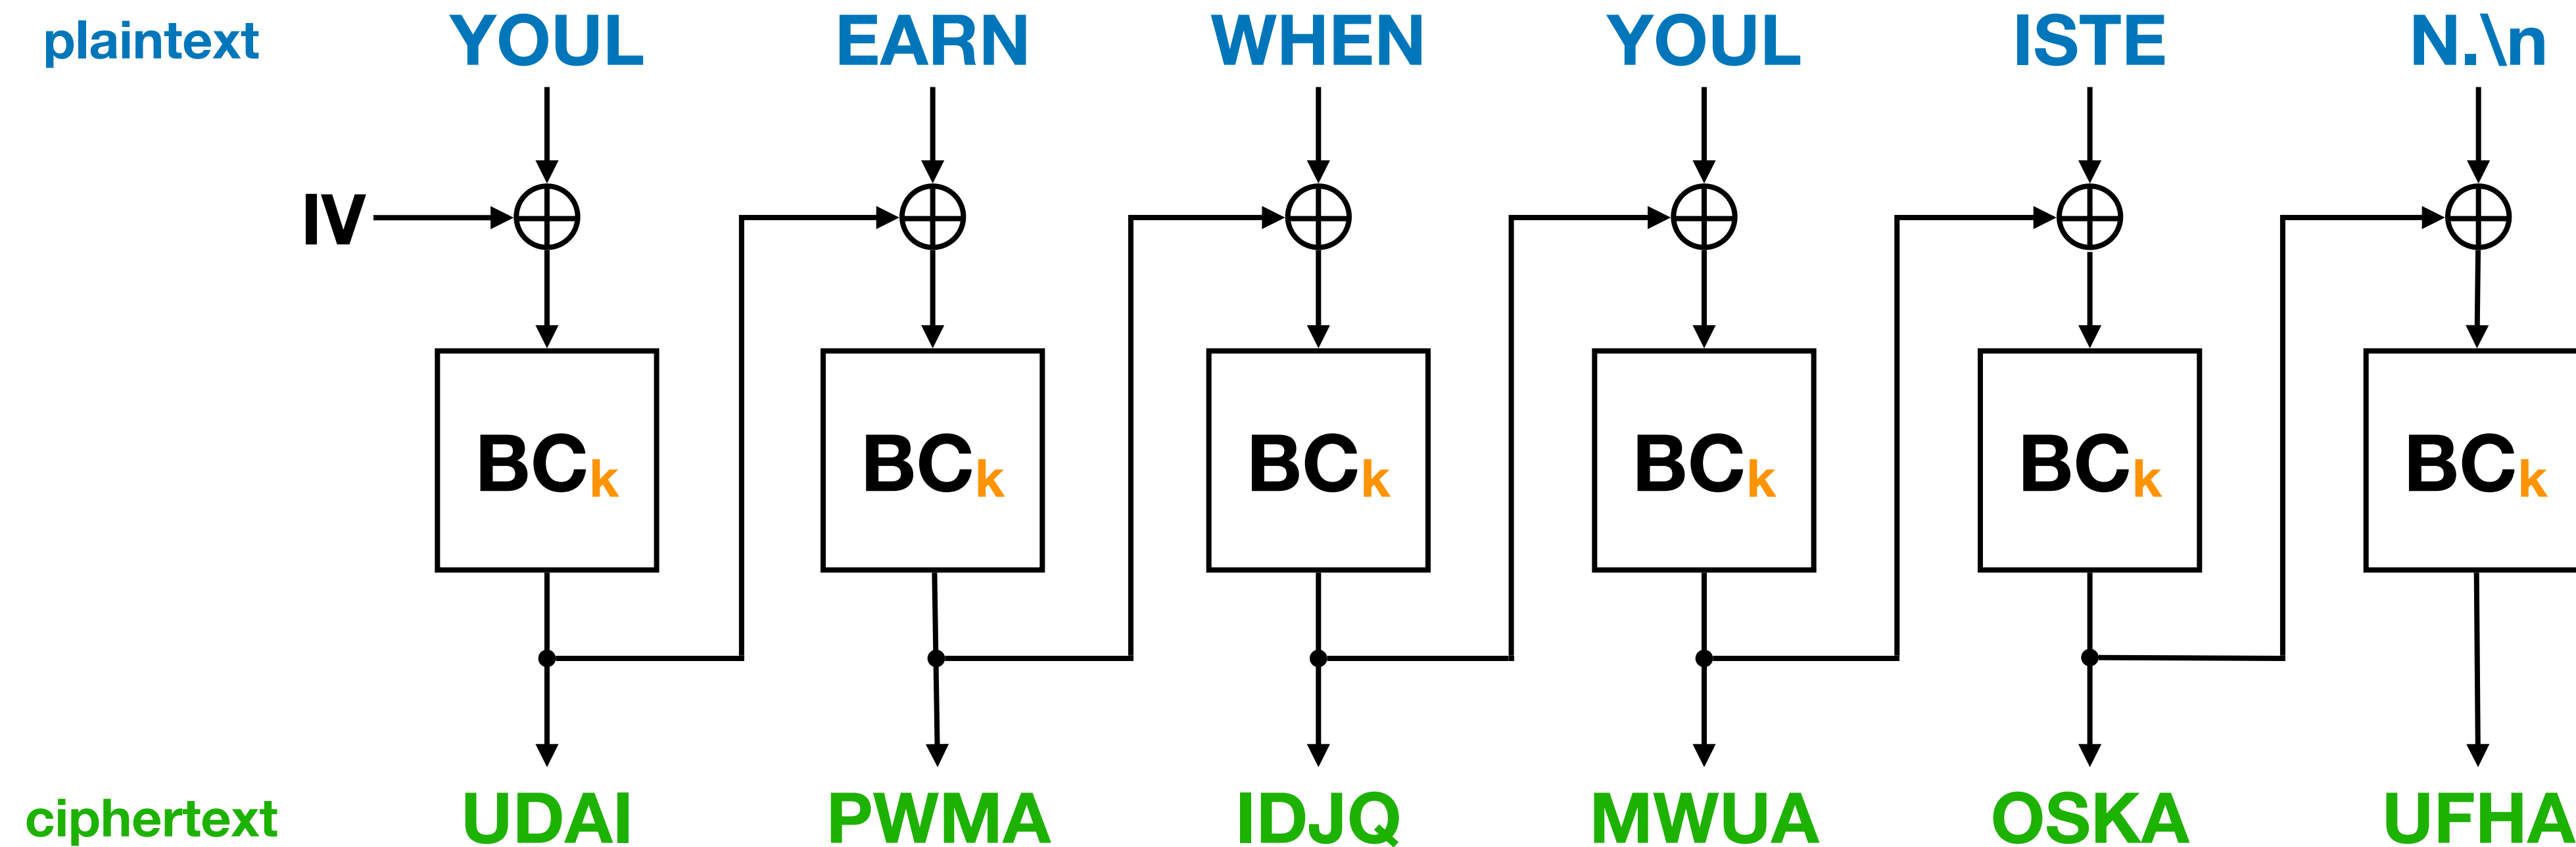 plaintext YOUL EARN WHEN YOUL ISTE N.\n
IV
BCk BCk BCk BCk BCk BCk
ciphertext UDAI PWMA IDJQ MWUA OSKA UFHA